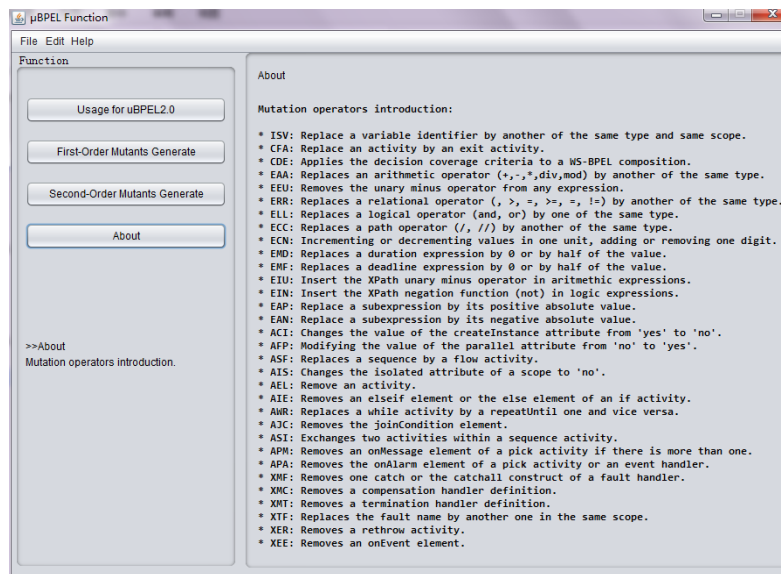 µBPEL Function
File Edit Help
Function
Usage for uBPEL2.0
First-Order Mutants Generate
Second-Order Mutants Generate
About
>>About
Mutation operators introduction.
About
Mutation operators introduction:
* ISV: Replace a variable identifier by another of the same type and same scope.
* CFA: Replace an activity by an exit activity.
* CDE: Applies the decision coverage criteria to a WS-BPEL composition.
* EAA: Replaces an arithmetic operator (+,-,*,div,mod) by another of the same type.
* EEU: Removes the unary minus operator from any expression.
* ERR: Replaces a relational operator (, >, =, >=, =, !=) by another of the same type.
* ELL: Replaces a logical operator (and, or) by one of the same type.
* ECC: Replaces a path operator (/, //) by another of the same type.
* ECN: Incrementing or decrementing values in one unit, adding or removing one digit.
* EMD: Replaces a duration expression by 0 or by half of the value.
* EMF: Replaces a deadline expression by 0 or by half of the value.
* EIU: Insert the XPath unary minus operator in aritmethic expressions.
* EIN: Insert the XPath negation function (not) in logic expressions.
* EAP: Replace a subexpression by its positive absolute value.
* EAN: Replace a subexpression by its negative absolute value.
* ACI: Changes the value of the createInstance attribute from 'yes' to 'no'.
* AFP: Modifying the value of the parallel attribute from 'no' to 'yes'.
* ASF: Replaces a sequence by a flow activity.
* AIS: Changes the isolated attribute of a scope to 'no'.
* AEL: Remove an activity.
* AIE: Removes an elseif element or the else element of an if activity.
* AWR: Replaces a while activity by a repeatUntil one and vice versa.
* AJC: Removes the joinCondition element.
* ASI: Exchanges two activities within a sequence activity.
* APM: Removes an onMessage element of a pick activity if there is more than one.
* APA: Removes the onAlarm element of a pick activity or an event handler.
* XMF: Removes one catch or the catchall construct of a fault handler.
* XMC: Removes a compensation handler definition.
* XMT: Removes a termination handler definition.
* XTF: Replaces the fault name by another one in the same scope.
* XER: Removes a rethrow activity.
* XEE: Removes an onEvent element.